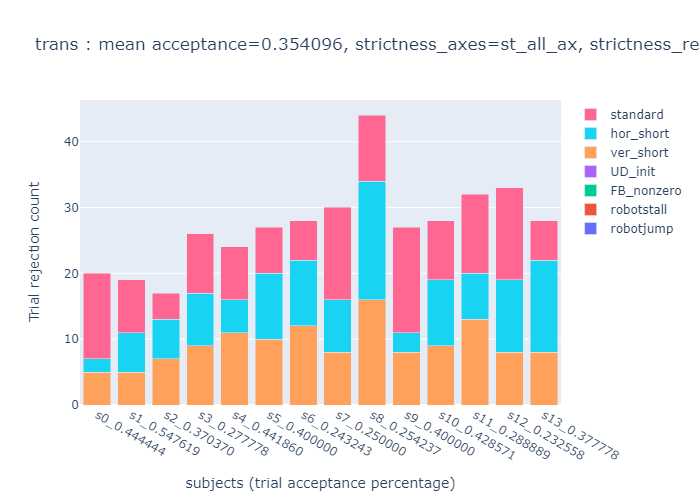 trans : mean acceptance=0.354096, strictness_axes=st_all_ax, strictness_re
Trial rejection count
40
30
20
10
0
s0_0.444444
s1_0.547619
s2_0.370370
s3_0.277778
s4_0.441860
s5_0.400000
s6_0.243243
s7_0.250000
s8_0.254237
s9_0.400000
s10_0.428571
s11_0.288889
s12_0.232558
s13_0.377778
subjects (trial acceptance percentage)
standard
hor_short
ver_short
UD_init
FB_nonzero
robotstall
robotjump